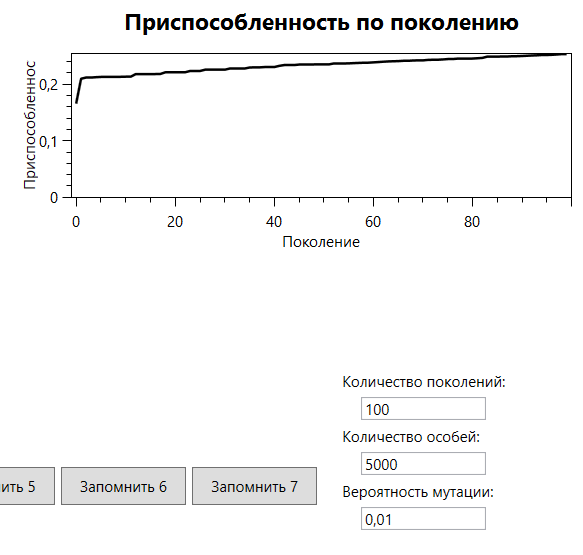 Приспособленность по поколению
Приспособленнос
0,2
0,1
0
0 20 40 60 80
Поколение
Количество поколений:
100
Количество особей:
5000
ить 5 Запомнить 6 Запомнить 7
Вероятность мутации:
0,01